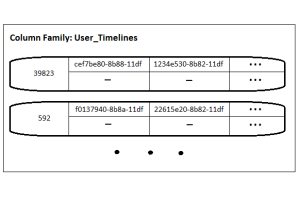 Column Family: User_Timelines
39823 cef7be80-8b88-11df 1234e530-8b82-11df •••
– – •••
592 f0137940-8b8a-11df 22615e20-8b82-11df •••
– – •••
• • •